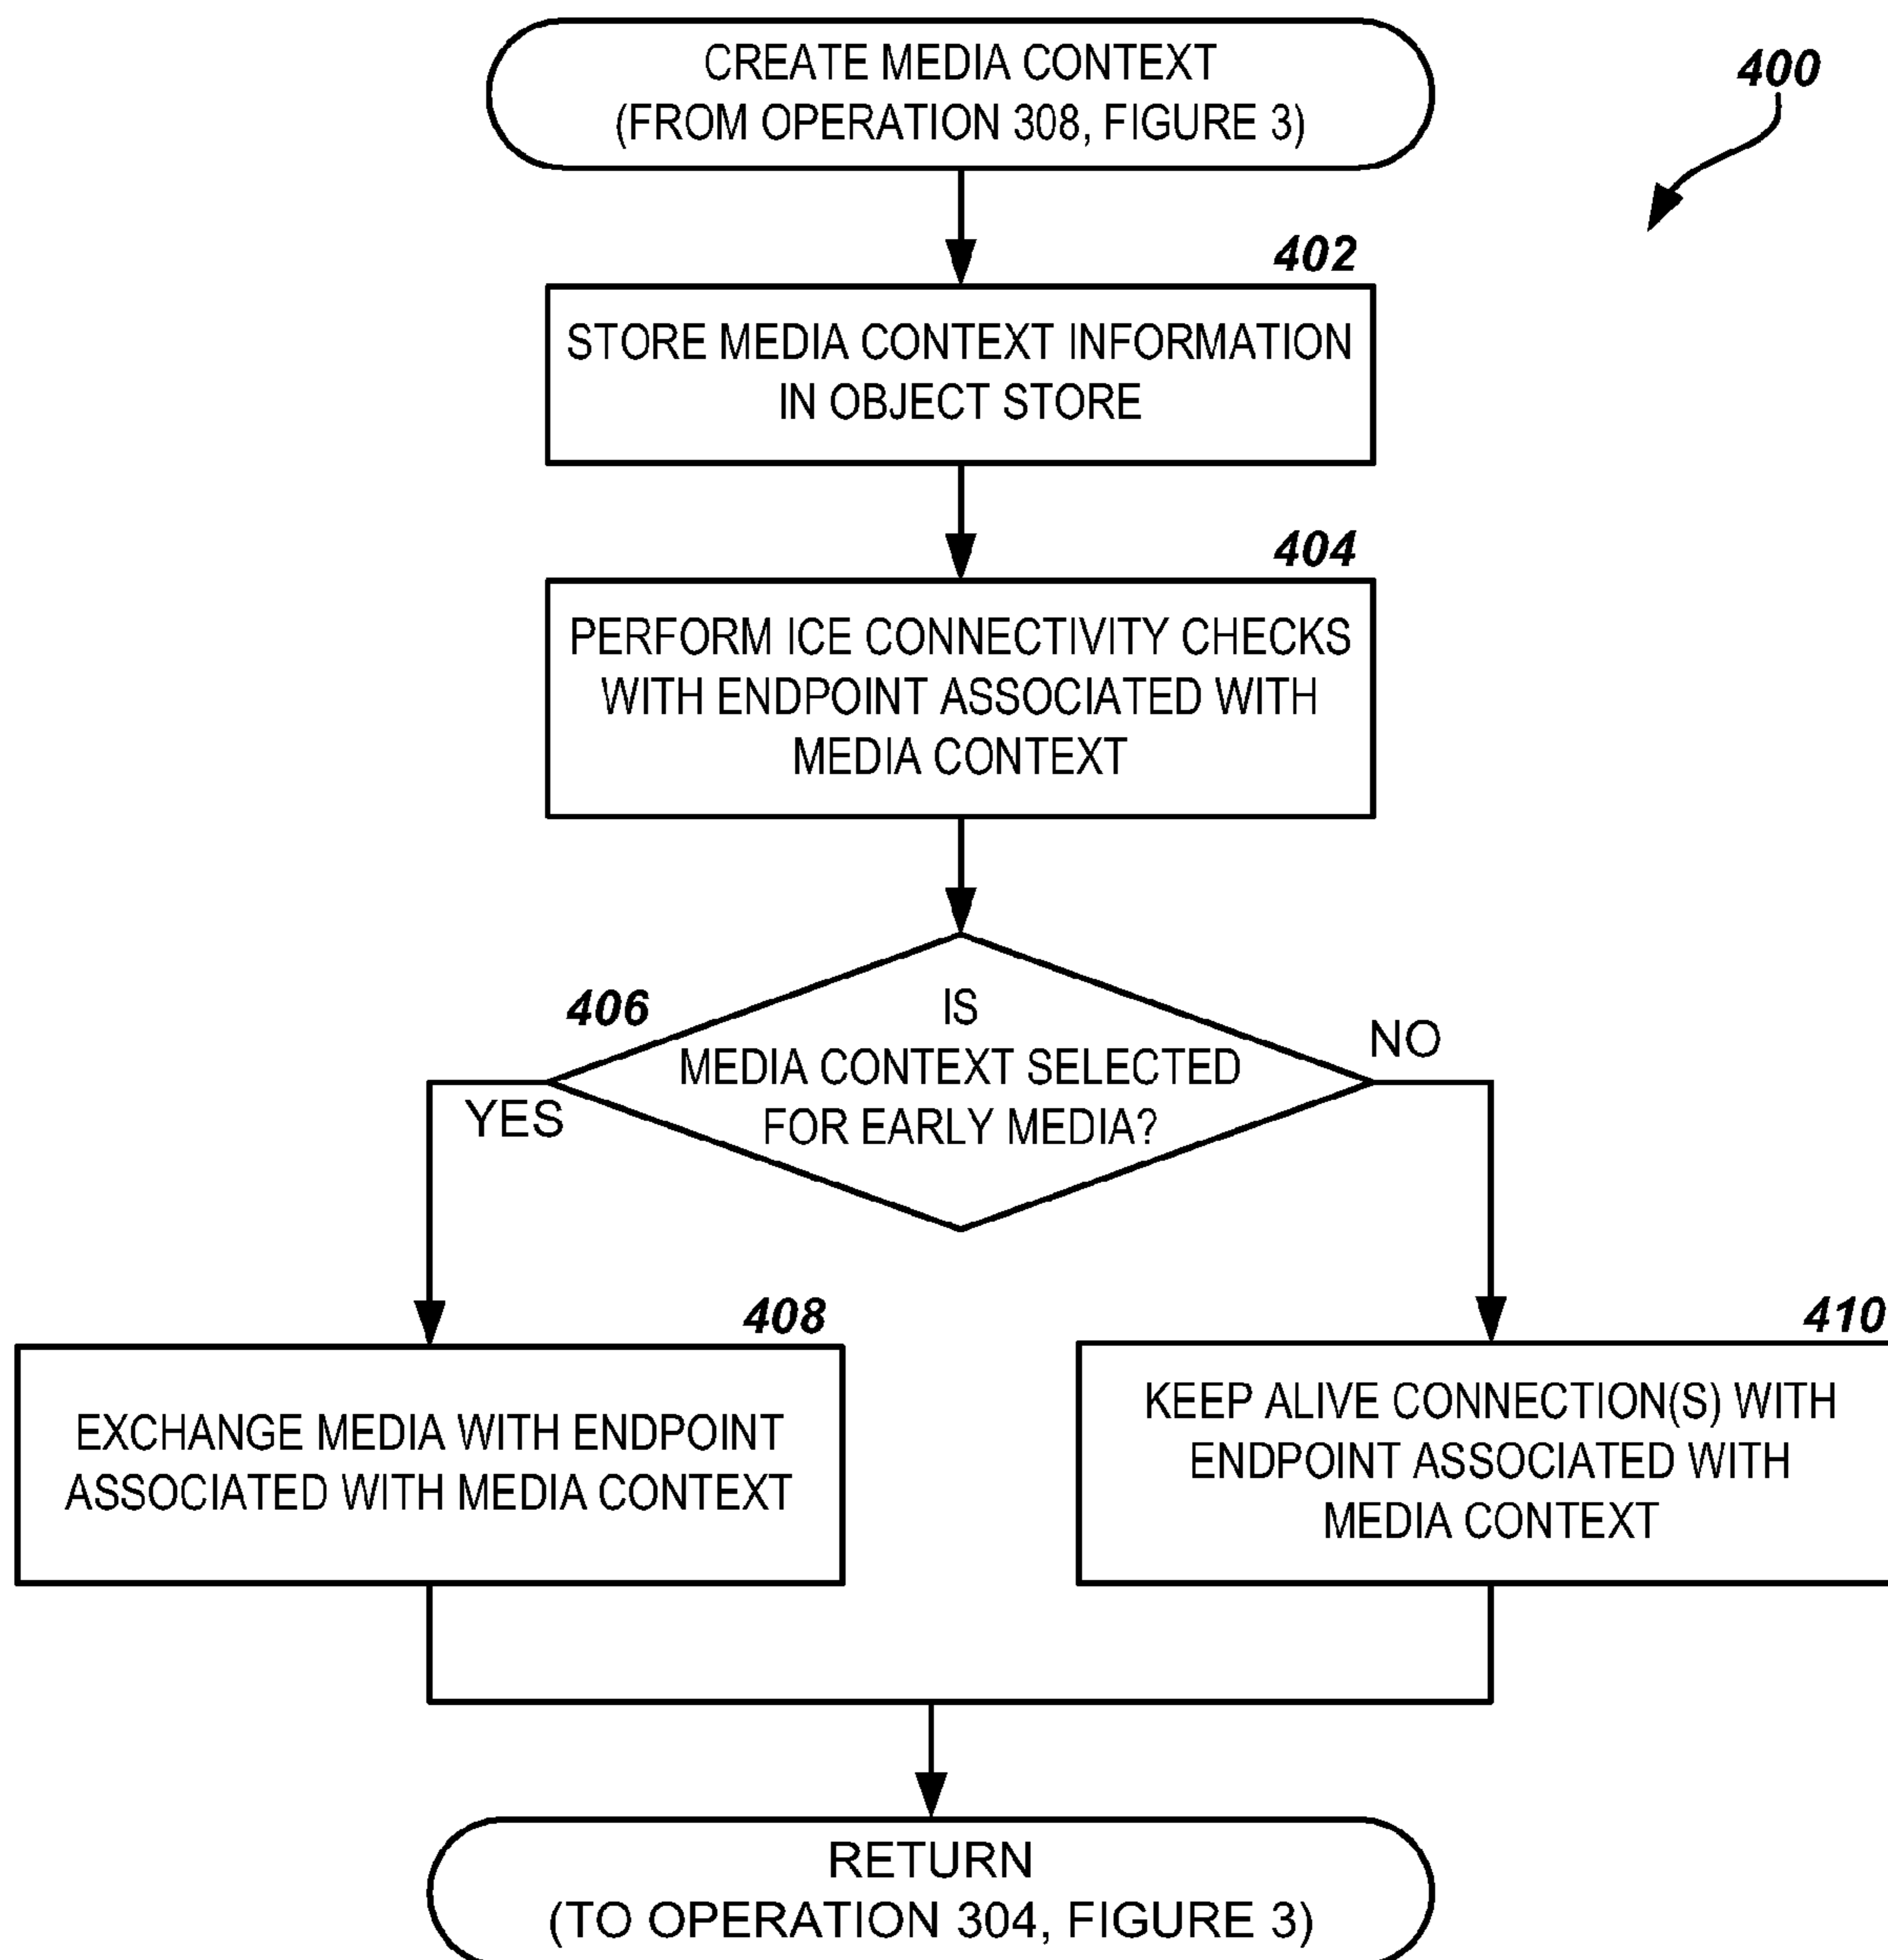 CREATE MEDIA CONTEXT
(FROM OPERATION 308, FIGURE 3)
400
402
STORE MEDIA CONTEXT INFORMATION
IN OBJECT STORE
404
PERFORM ICE CONNECTIVITY CHECKS
WITH ENDPOINT ASSOCIATED WITH
MEDIA CONTEXT
406
IS
MEDIA CONTEXT SELECTED
FOR EARLY MEDIA?
NO
YES
408
EXCHANGE MEDIA WITH ENDPOINT
ASSOCIATED WITH MEDIA CONTEXT
410
KEEP ALIVE CONNECTION(S) WITH
ENDPOINT ASSOCIATED WITH
MEDIA CONTEXT
RETURN
(TO OPERATION 304, FIGURE 3)